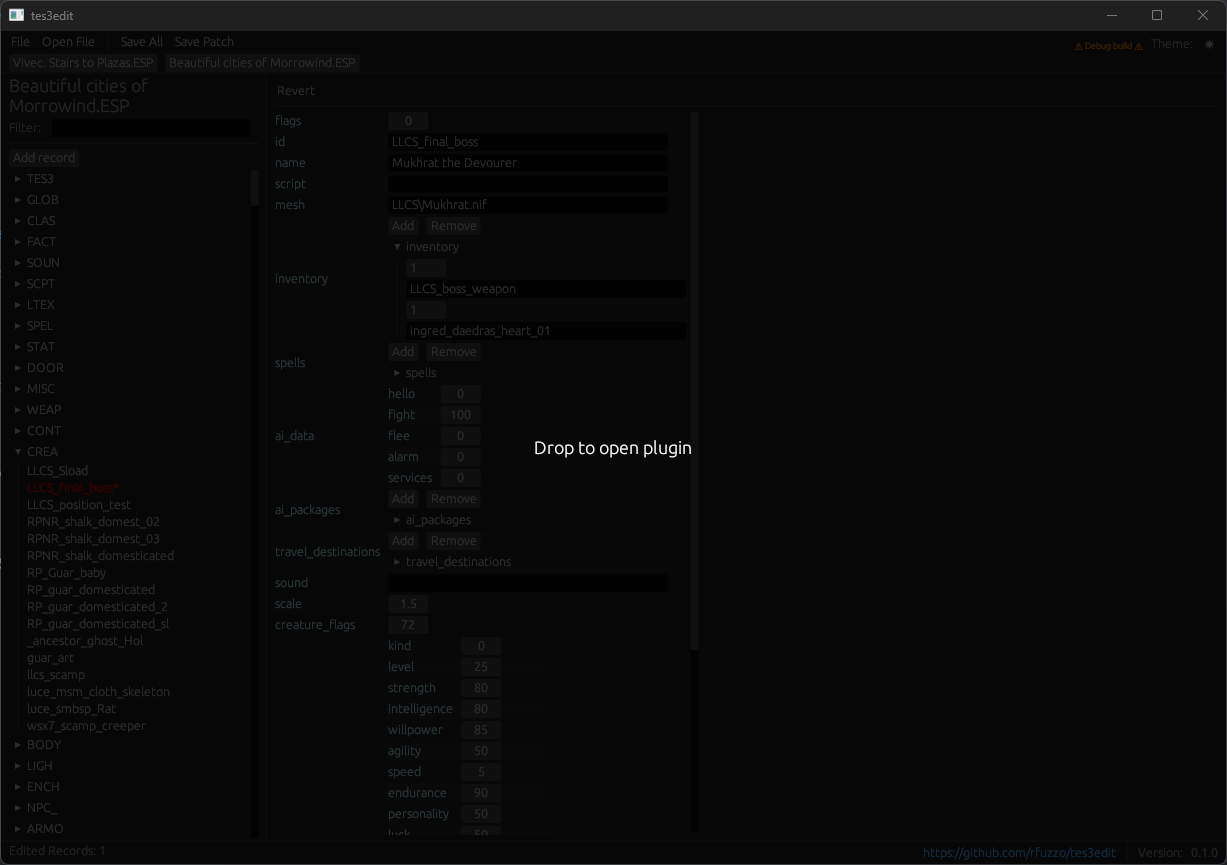 tes3edit
File Open File Save All Save Patch
⚠ Debug build ⚠ Theme: ☀
Vivec. Stairs to Plazas.ESP Beautiful cities of Morrowind.ESP
Beautiful cities of
Morrowind.ESP
Filter:
Add record
▸ TES3
▸ GLOB
▸ CLAS
▸ FACT
▸ SOUN
▸ SCPT
▸ LTEX
▸ SPEL
▸ STAT
▸ DOOR
▸ MISC
▸ WEAP
▸ CONT
▾ CREA
LLCS_Sload
LLCS_final_boss*
LLCS_position_test
RPNR_shalk_domest_02
RPNR_shalk_domest_03
RPNR_shalk_domesticated
RP_Guar_baby
RP_guar_domesticated
RP_guar_domesticated_2
RP_guar_domesticated_sl
_ancestor_ghost_Hol
guar_art
llcs_scamp
luce_msm_cloth_skeleton
luce_smbsp_Rat
wsx7_scamp_creeper
▸ BODY
▸ LIGH
▸ ENCH
▸ NPC_
▸ ARMO
Revert
flags 0
id LLCS_final_boss
name Mukhrat the Devourer
script
mesh LLCS\Mukhrat.nif
inventory
Add Remove
▾ inventory
1
LLCS_boss_weapon
1
ingred_daedras_heart_01
spells
Add Remove
▸ spells
ai_data
hello 0
fight 100
flee 0
alarm 0
services 0
ai_packages
Add Remove
▸ ai_packages
travel_destinations
Add Remove
▸ travel_destinations
sound
scale 1.5
creature_flags 72
kind 0
level 25
strength 80
intelligence 80
willpower 85
agility 50
speed 5
endurance 90
personality 50
luck 50
Drop to open plugin
Edited Records: 1
https://github.com/rfuzzo/tes3edit Version: 0.1.0